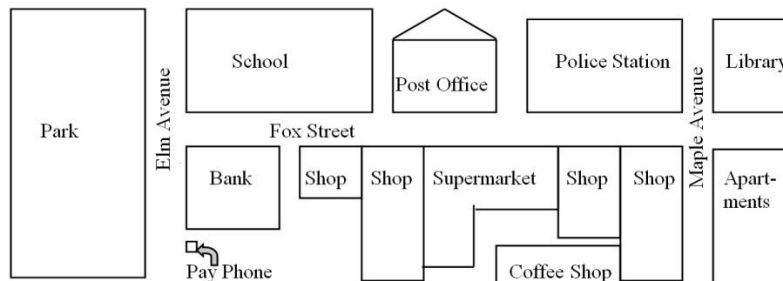 School
Police Station
Library
Post Office
Park
Elm Avenue
Maple Avenue
Fox Street
Bank
Shop
Shop
Supermarket
Shop
Shop
Apart-
ments
Pay Phone
Coffee Shop